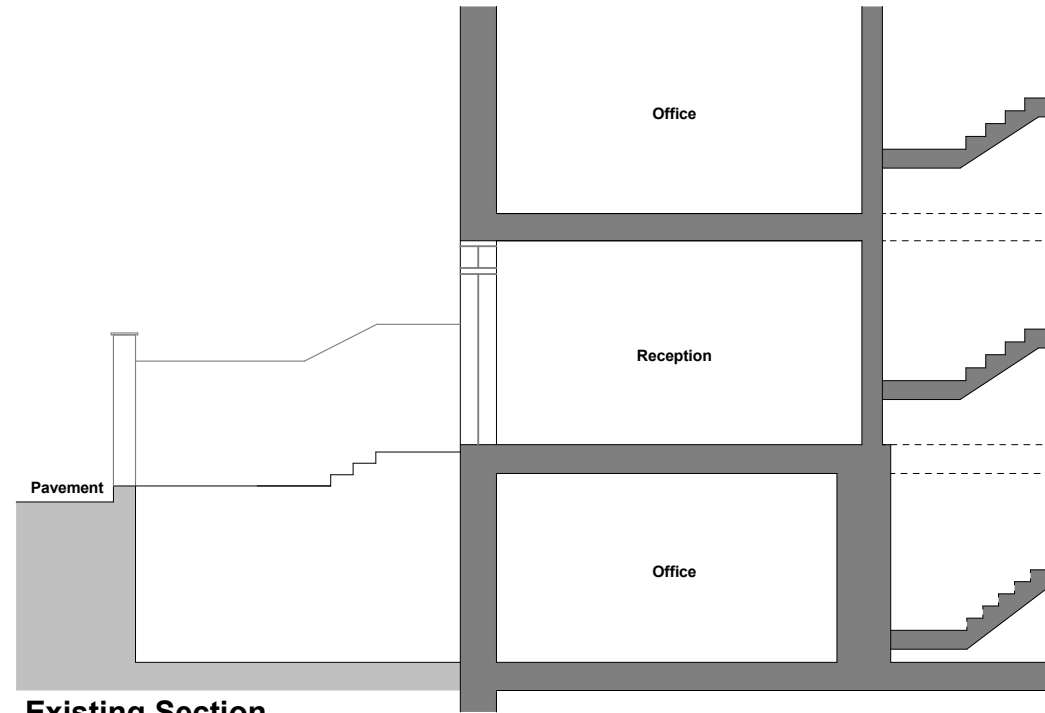 Office
Reception
Pavement
Office
Existing Section